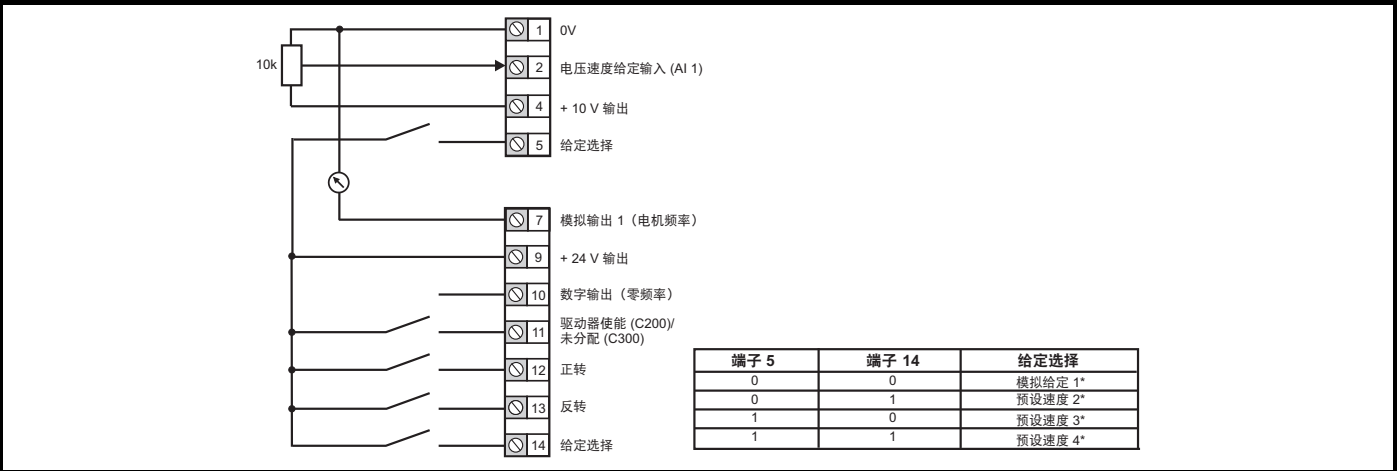 1 0V
10k
2 电压速度给定输入 (AI 1)
4 + 10 V 输出
5 给定选择
7 模拟输出 1（电机频率）
9 + 24 V 输出
10 数字输出（零频率）
11 驱动器使能 (C200)/
未分配 (C300)
12 正转
13 反转
14 给定选择
端子 5 端子 14 给定选择
0 0 模拟给定 1*
0 1 预设速度 2*
1 0 预设速度 3*
1 1 预设速度 4*